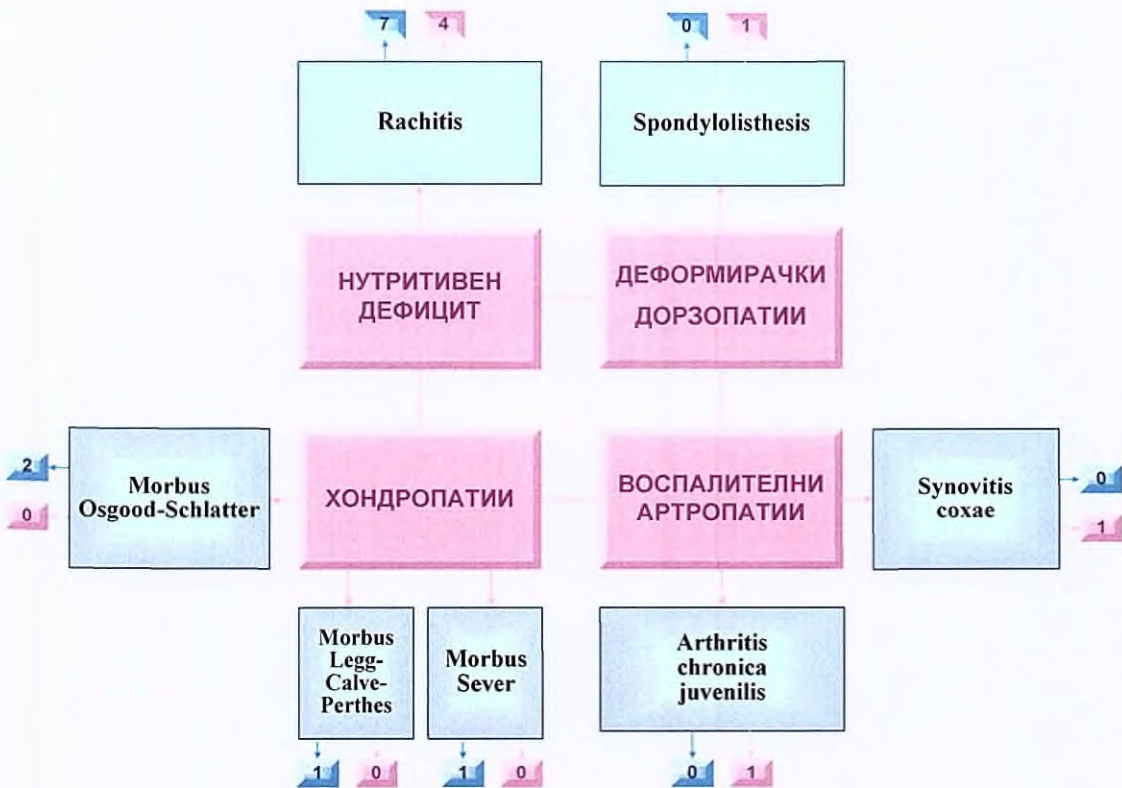 7 4 0 1
Rachitis
Spondylolisthesis
НУТРИТИВЕН
ДЕФИЦИТ
ДЕФОРМИРАЧКИ
ДОРЗОПАТИИ
2
0
Morbus
Osgood-Schlatter
ХОНДРОПАТИИ
ВОСПАЛИТЕЛНИ
АРТРОПАТИИ
Synovitis
coxae
0
1
Morbus
Legg-
Calve-
Perthes
Morbus
Sever
Arthritis
chronica
juvenilis
1 0 1 0 0 1